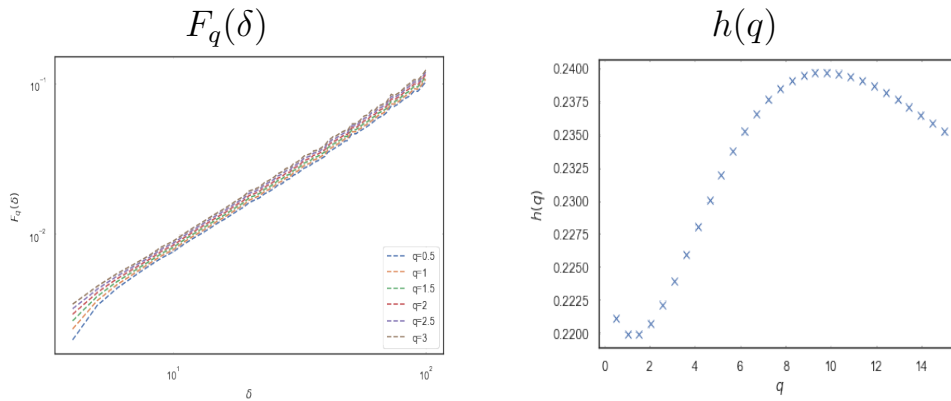 F_q(δ)
h(q)
F_q(δ)
10^{-1}
10^{-2}
q=0.5
q=1
q=1.5
q=2
q=2.5
q=3
10^1
10^2
δ
h(q)
0.2400
0.2375
0.2350
0.2325
0.2300
0.2275
0.2250
0.2225
0.2200
0 2 4 6 8 10 12 14
q